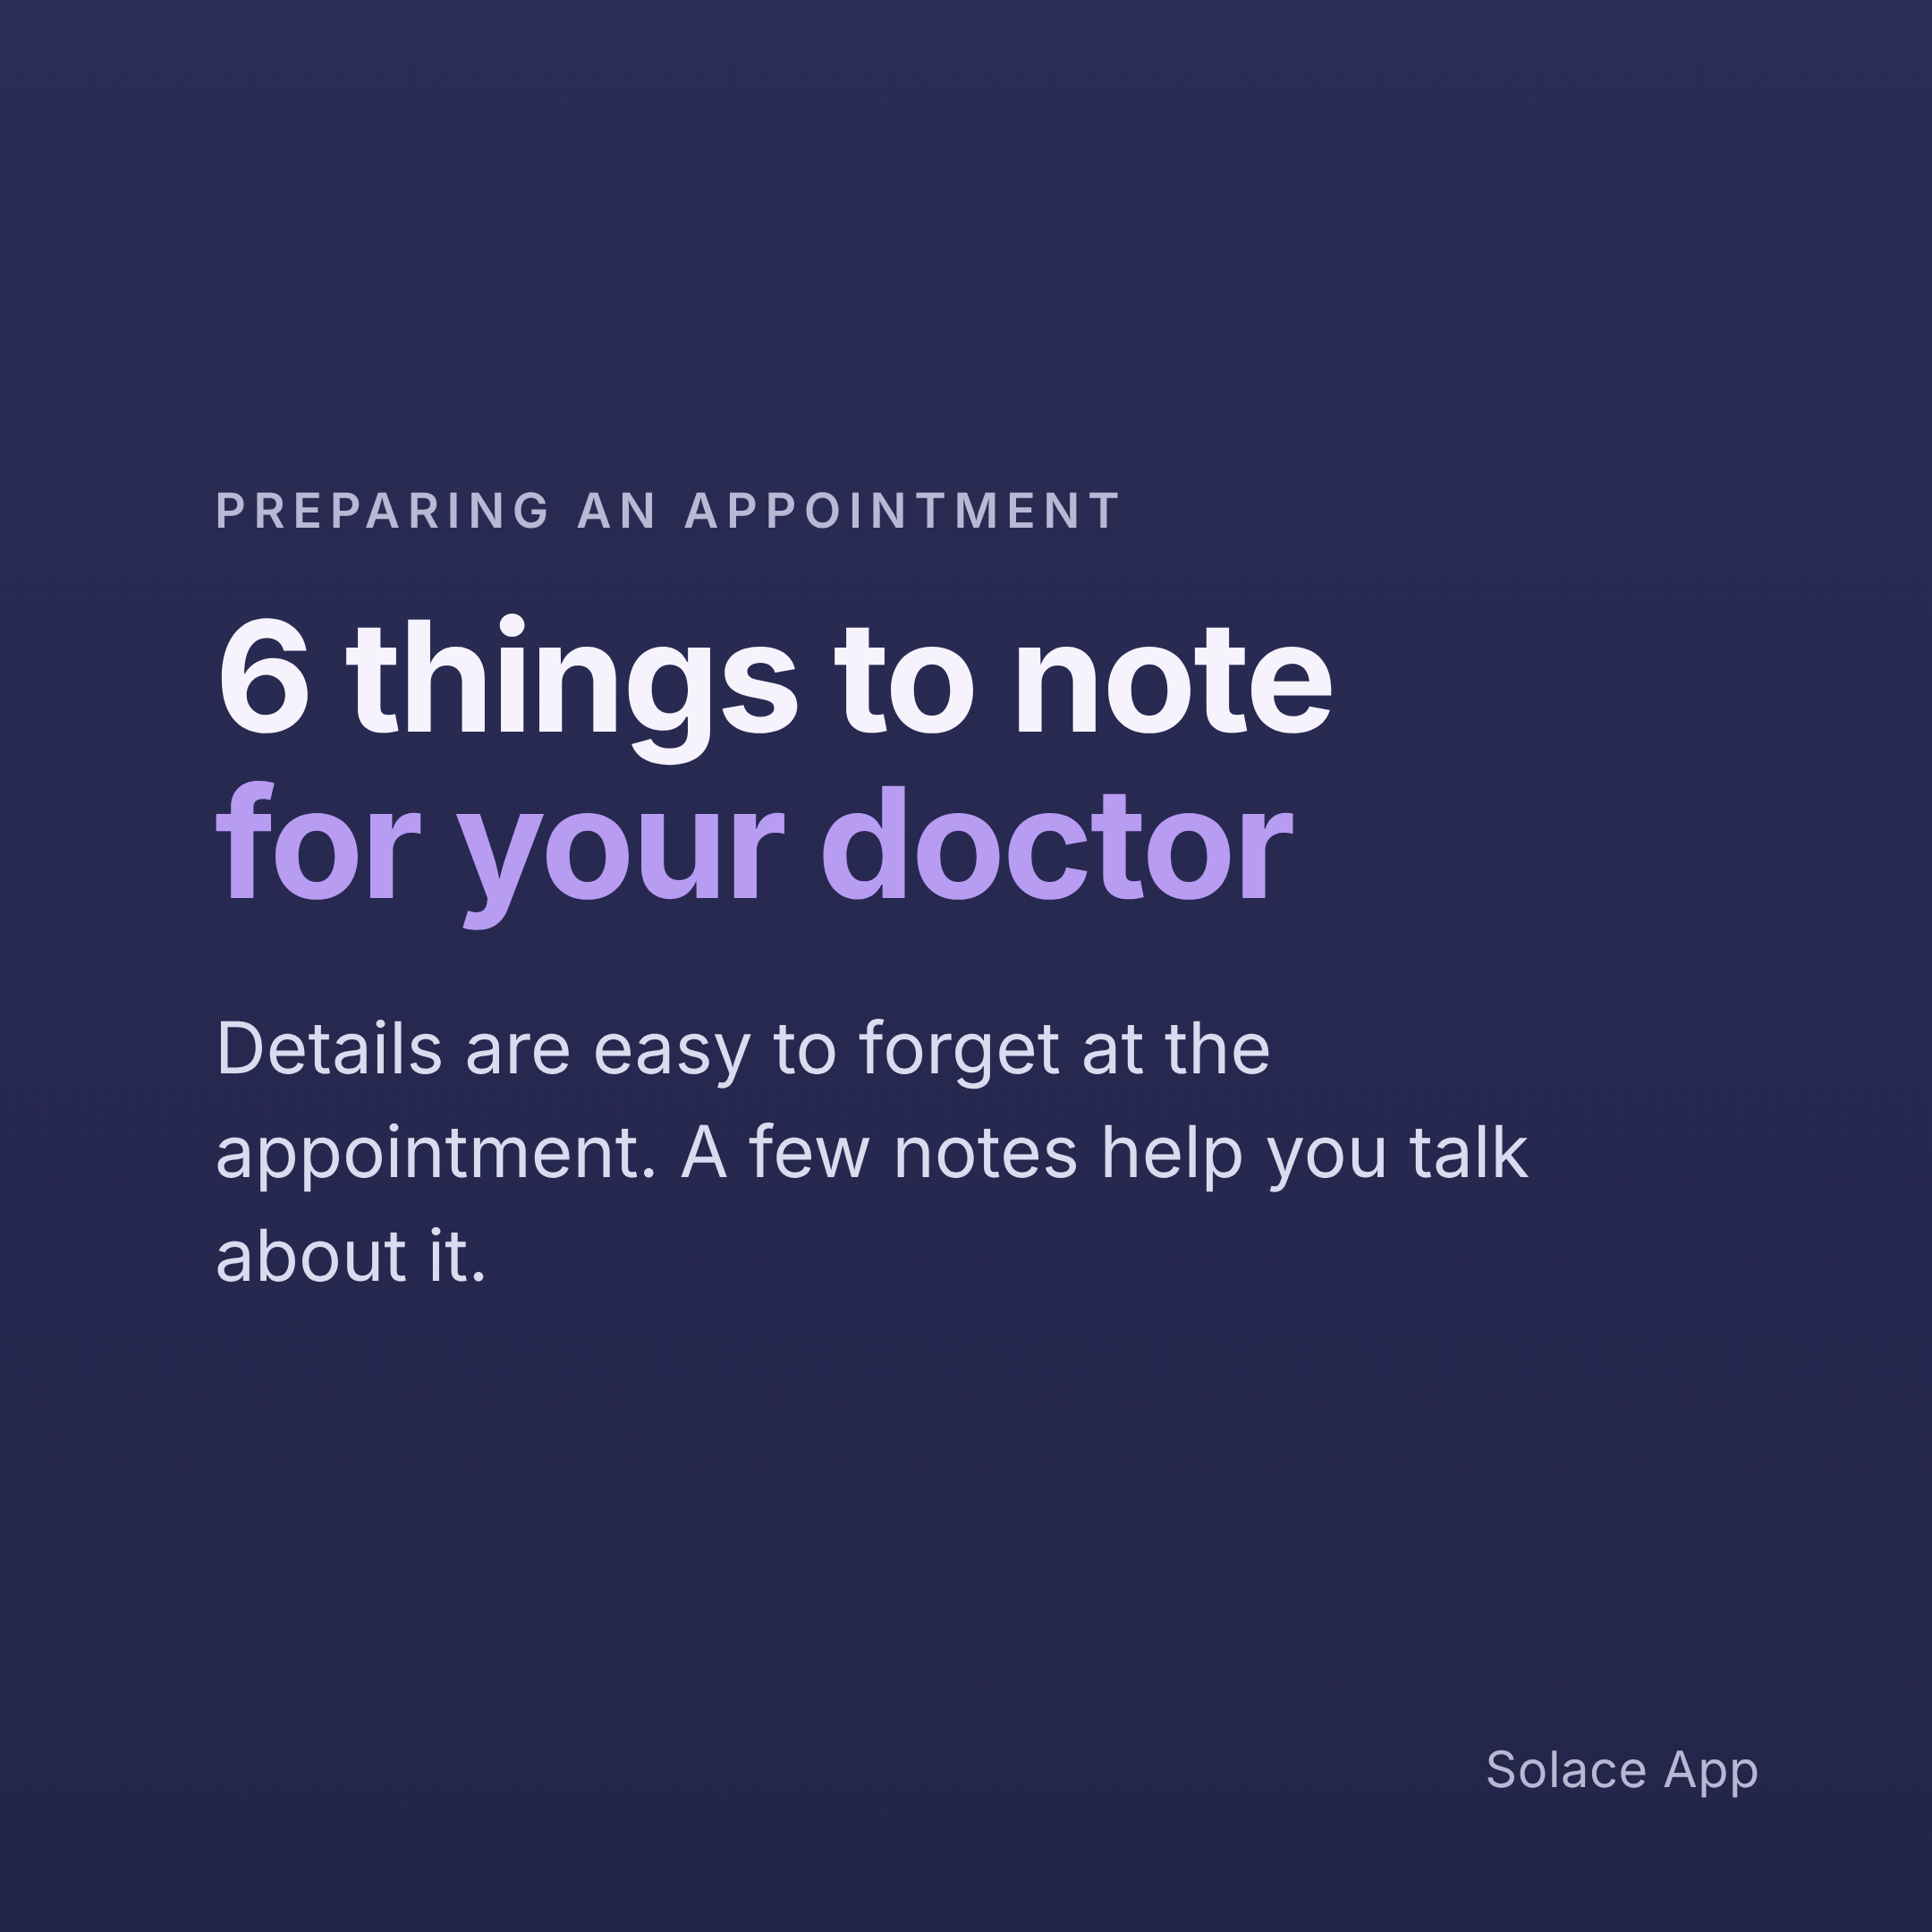 PREPARING AN APPOINTMENT
6 things to note
for your doctor
Details are easy to forget at the
appointment. A few notes help you talk
about it.
Solace App